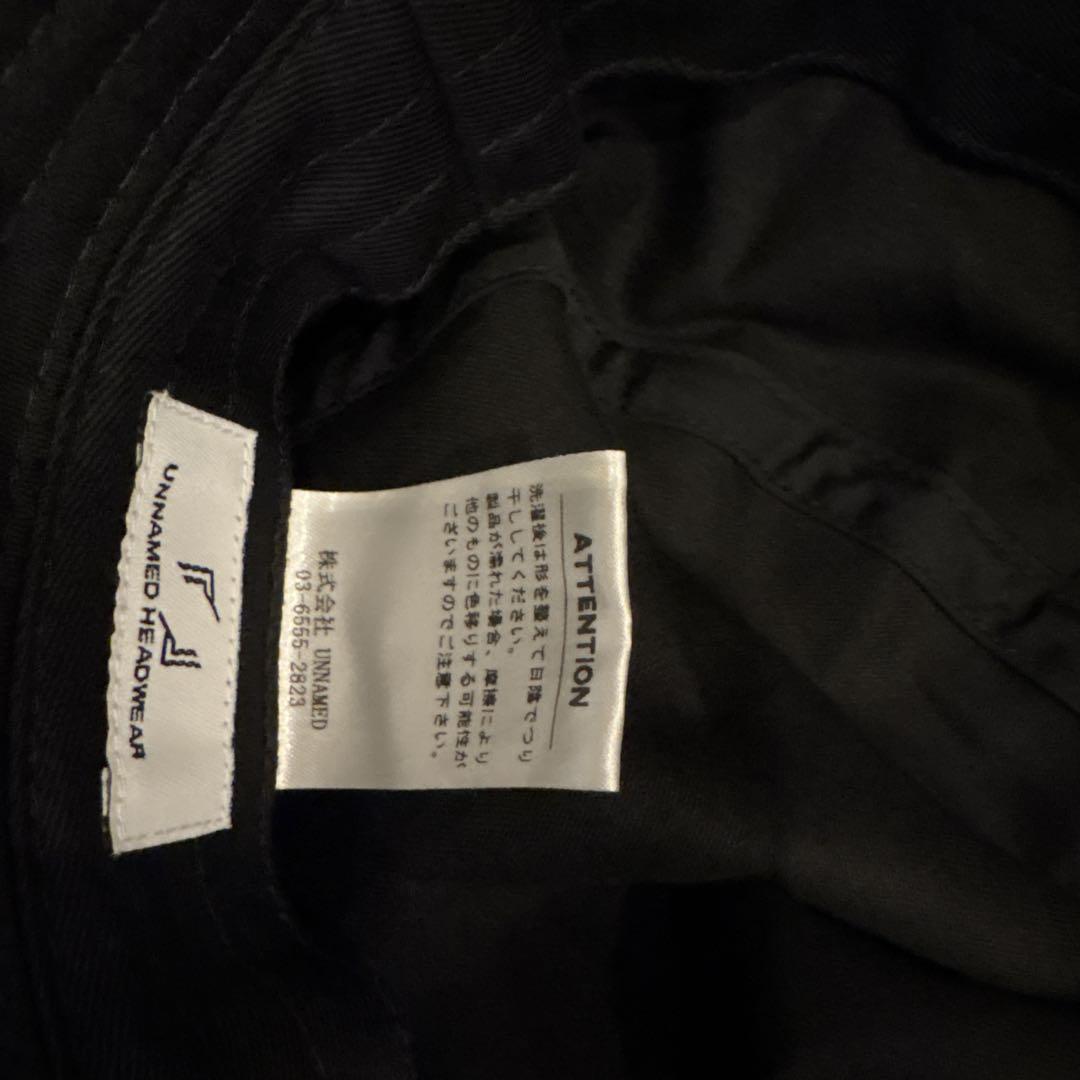 UNNAMED HEADWEAR
ATTENTION
洗濯後は形を整えて日陰でつり
干ししてください。
製品が濡れた場合、摩擦により
他のものに色移りする可能性が
ございますのでご注意下さい。
株式会社 UNNAMED
03-6555-2823